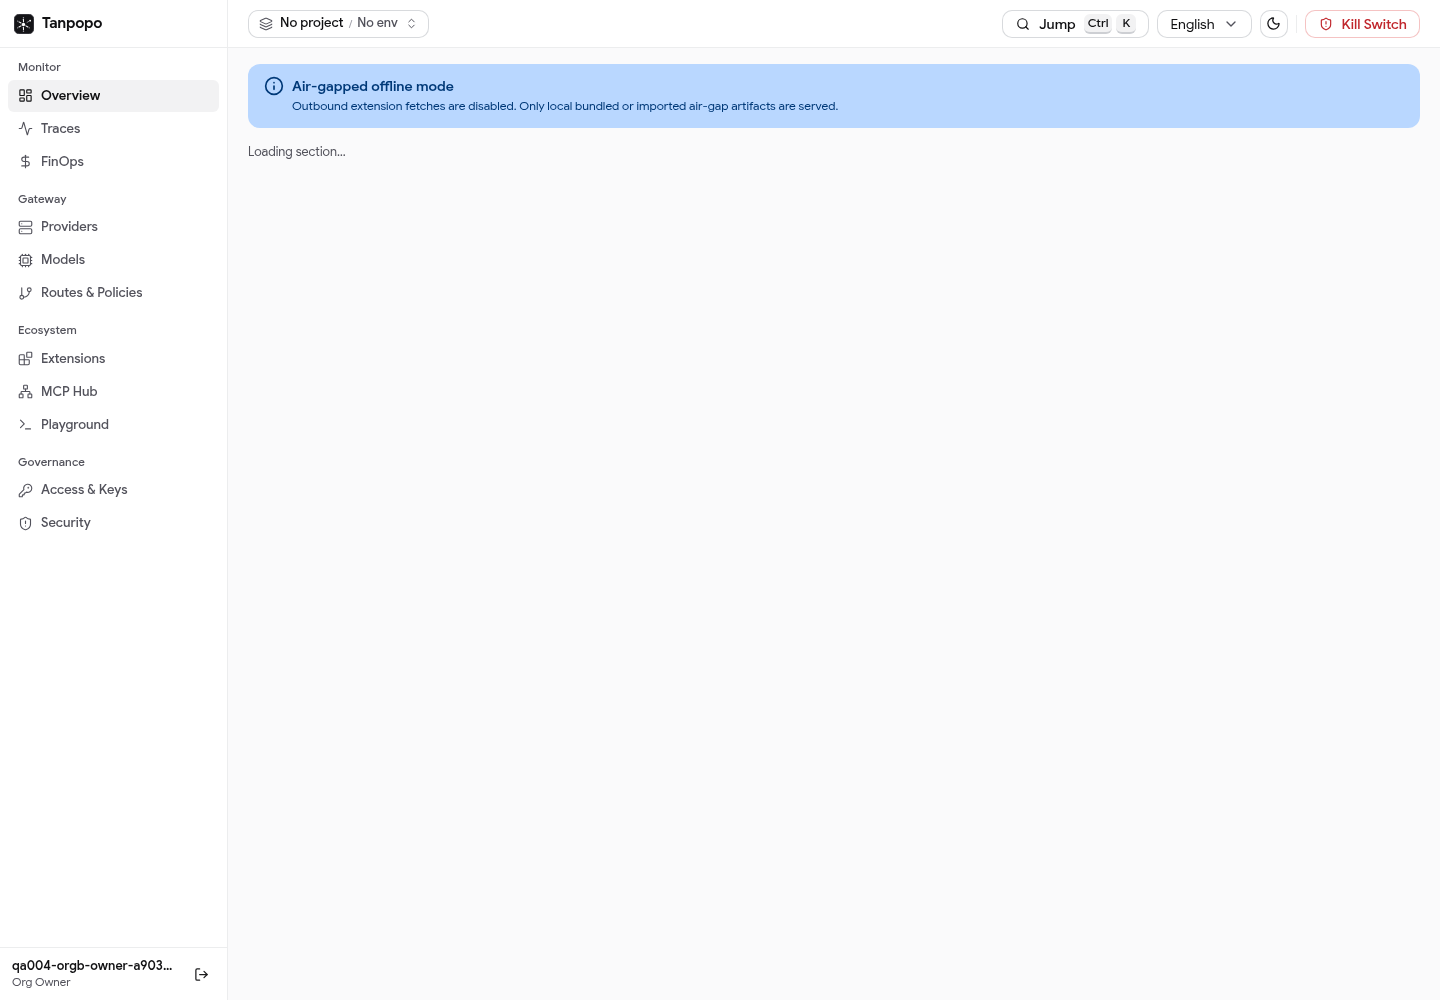 Tanpopo
No project / No env
Jump Ctrl K
English
Kill Switch
Monitor
Overview
Traces
FinOps
Gateway
Providers
Models
Routes & Policies
Ecosystem
Extensions
MCP Hub
Playground
Governance
Access & Keys
Security
Air-gapped offline mode
Outbound extension fetches are disabled. Only local bundled or imported air-gap artifacts are served.
Loading section...
qa004-orgb-owner-a903...
Org Owner